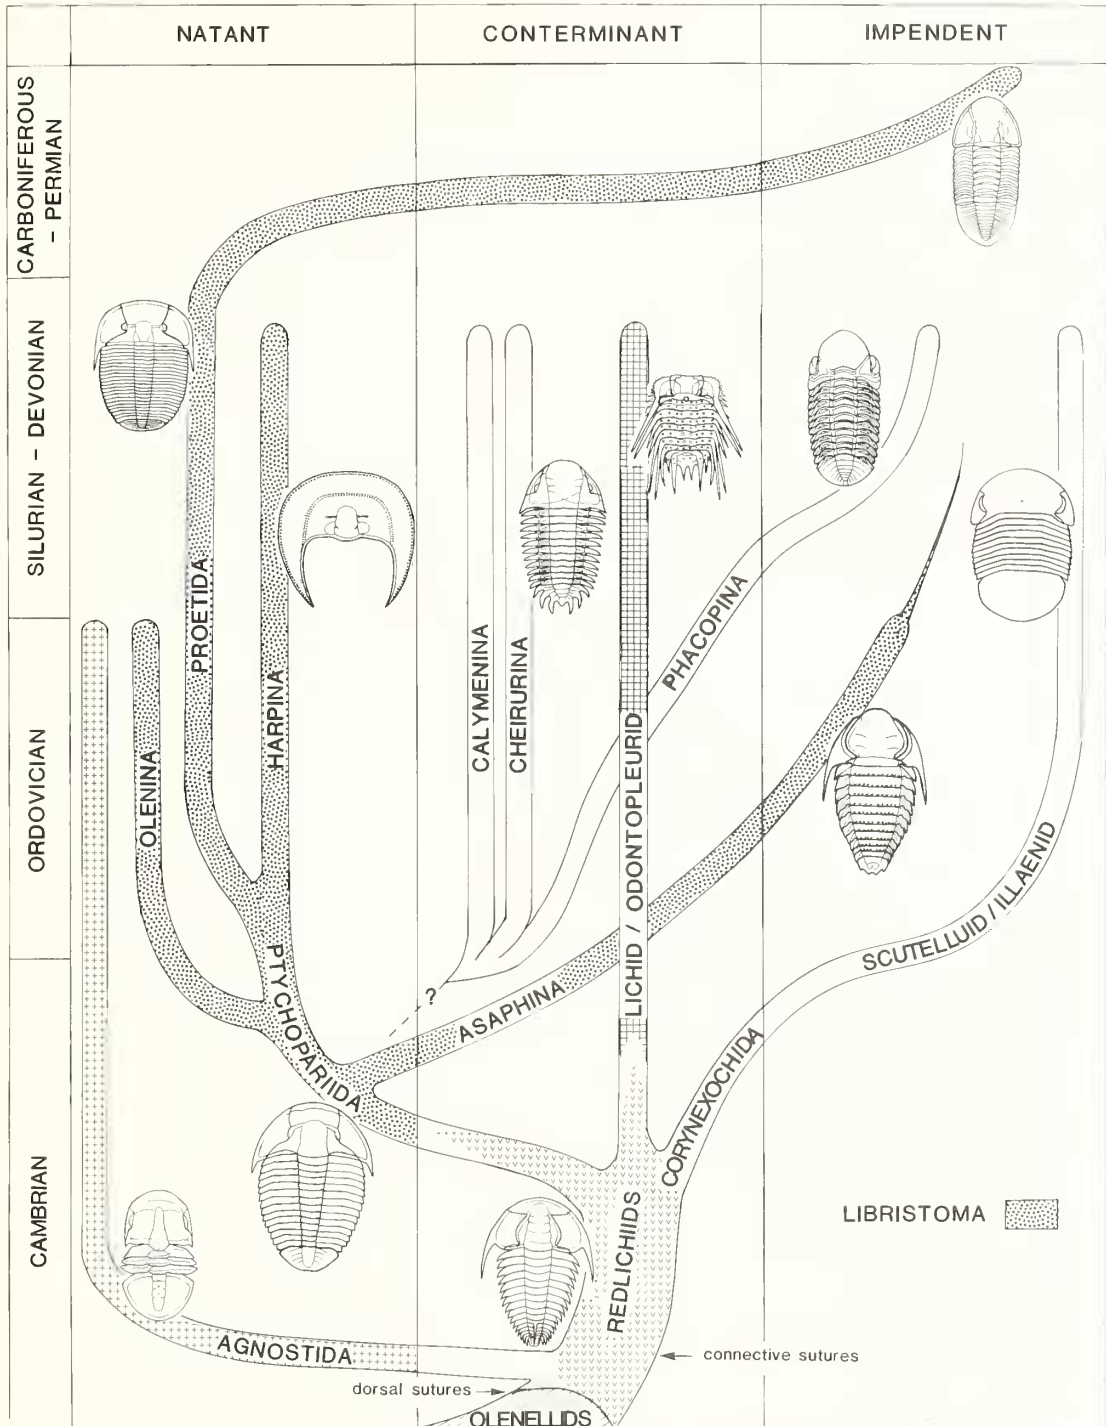 NATANT
CONTERMINANT
IMPENDENT
CARBONIFEROUS
- PERMIAN
SILURIAN - DEVONIAN
ORDOVICIAN
CAMBRIAN
PROETIDA
HARPINA
OLENINA
CALYMENINA
CHEIRURINA
LICHID / ODONTOPLEURID
PHACOPINA
SCUTELLUID / ILLAENID
PTYCHOPARIIDA
?
ASAPHINA
CORYNEXOCHIDA
LIBRISTOMA
REDLICHIIDS
AGNOSTIDA
connective sutures
dorsal sutures
OLENELLIDS